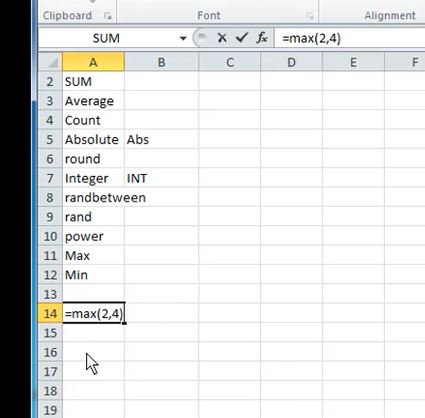 Clipboard Font Alignment
SUM fx =max(2,4)
A B C D E F
2 SUM
3 Average
4 Count
5 Absolute Abs
6 round
7 Integer INT
8 randbetween
9 rand
10 power
11 Max
12 Min
13
14 =max(2,4)
15
16
17
18
19